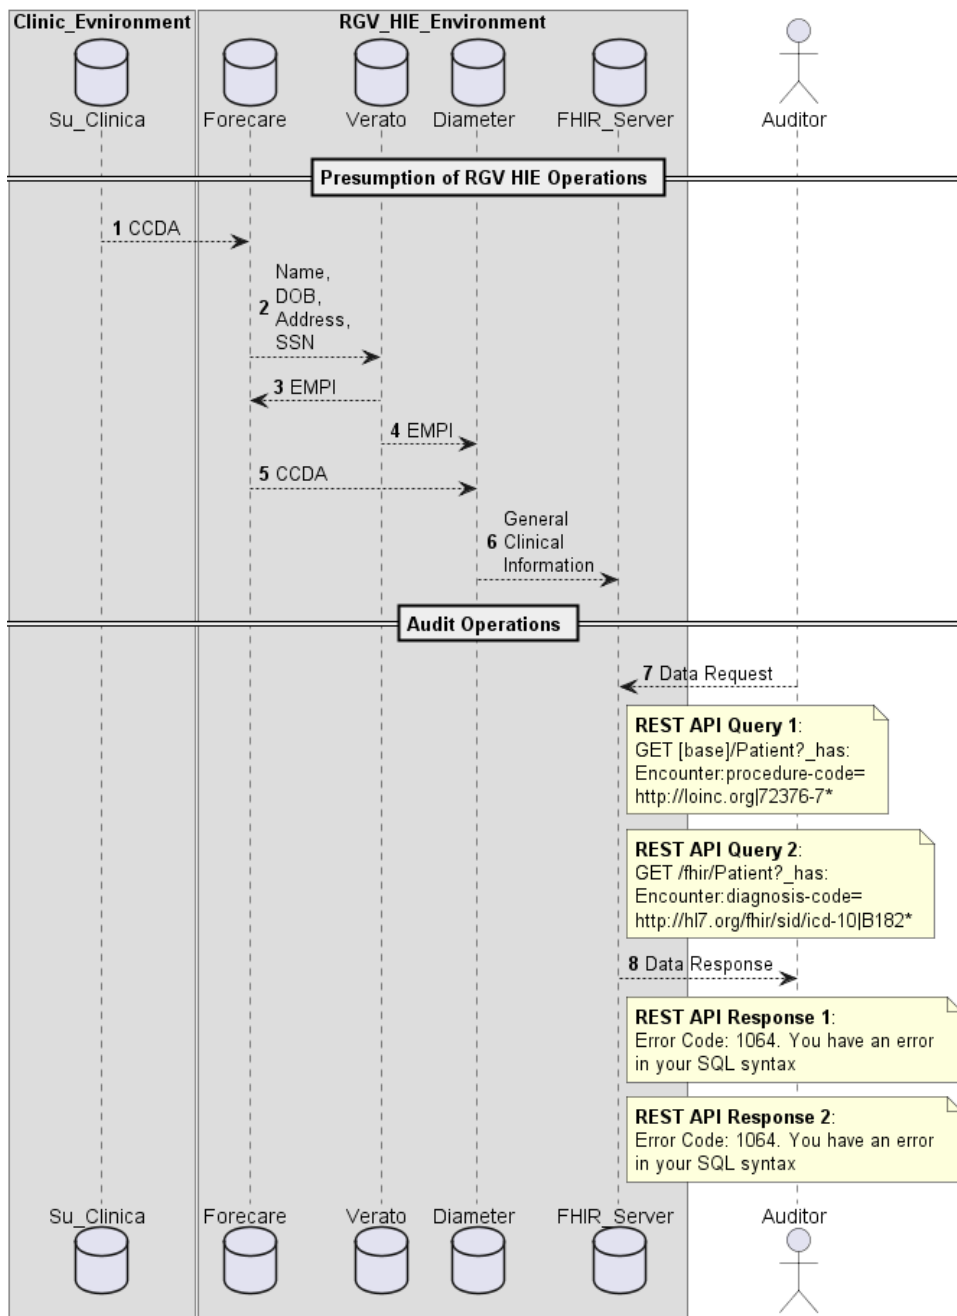 Clinic_Evnironment
RGV_HIE_Environment
Su_Clinica
Forecare
Verato
Diameter
FHIR_Server
Auditor
Presumption of RGV HIE Operations
1 CCDA
Name,
DOB,
2 Address,
SSN
3 EMPI
4 EMPI
5 CCDA
General
6 Clinical
Information
Audit Operations
7 Data Request
REST API Query 1:
GET [base]/Patient?_has:
Encounter:procedure-code=
http://loinc.org|72376-7*
REST API Query 2:
GET /fhir/Patient?_has:
Encounter:diagnosis-code=
http://hl7.org/fhir/sid/icd-10|B182*
8 Data Response
REST API Response 1:
Error Code: 1064. You have an error
in your SQL syntax
REST API Response 2:
Error Code: 1064. You have an error
in your SQL syntax
Su_Clinica
Forecare
Verato
Diameter
FHIR_Server
Auditor